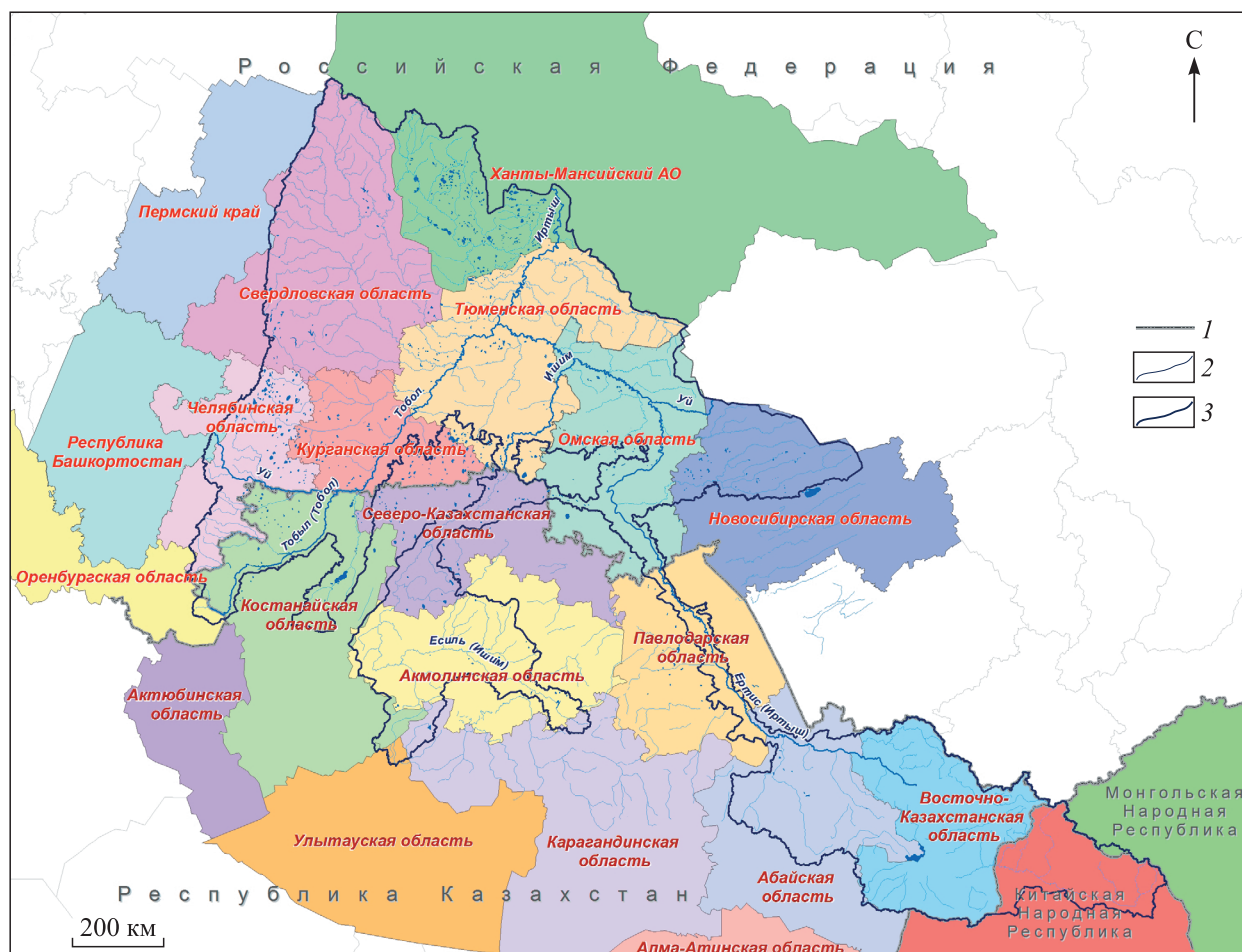 Российская Федерация
С
Ханты-Мансийский АО
Иртыш
Пермский край
Свердловская область
Тюменская область
1
2
3
Ишим
Тобол
Уй
Челябинская
область
Омская область
Республика
Башкортостан
Курганская область
Уй
Тобыл (Тобол)
Северо-Казахстанская
область
Новосибирская область
Оренбургская область
Костанайская
область
Есиль (Ишим)
Павлодарская
область
Акмолинская область
Актюбинская
область
Ертис (Иртыш)
Восточно-
Казахстанская
область
Монгольская
Народная
Республика
Улытауская область
Карагандинская
область
Абайская
область
Республика Казахстан
Китайская
Народная
Республика
200 км
Алма-Атинская область